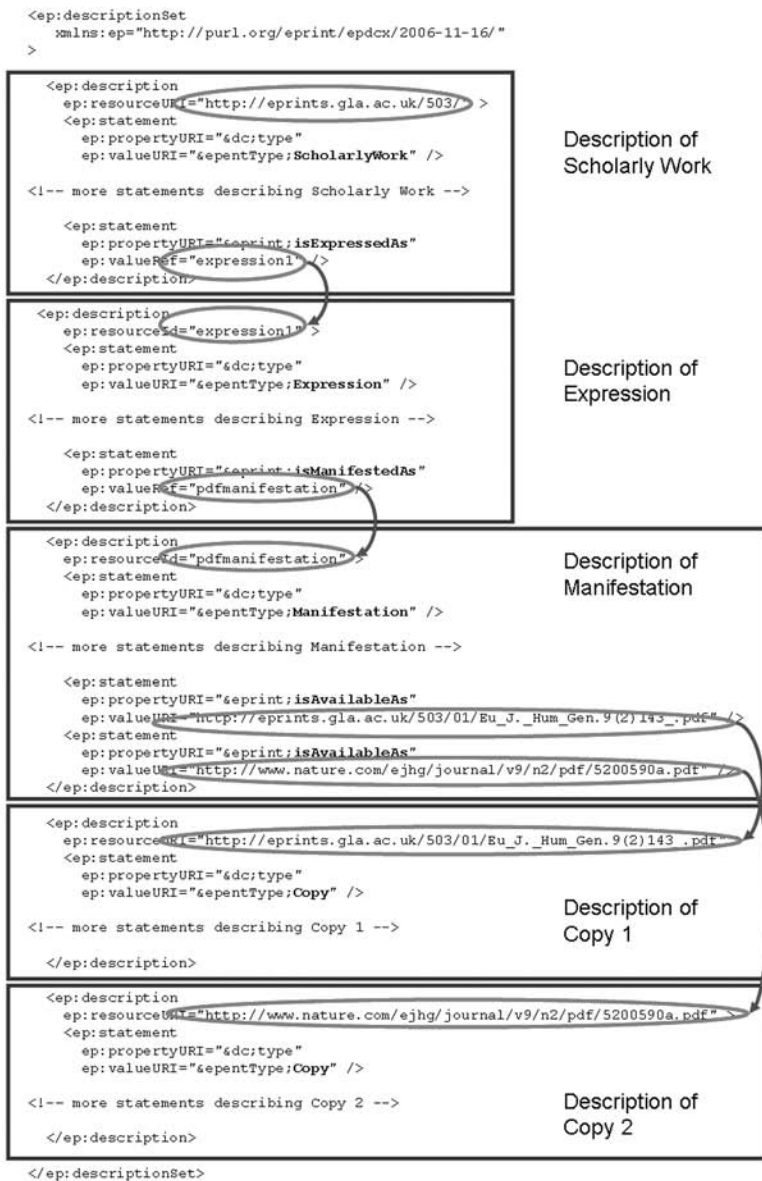 <ep:descriptionSet
xmlns:ep="http://purl.org/eprint/epdcx/2006-11-16/"
>
<ep:description
ep:resourceURI="http://eprints.gla.ac.uk/503/" >
<ep:statement
ep:propertyURI="&dc;type"
ep:valueURI="&epentType;ScholarlyWork" />
Description of
Scholarly Work
<!-- more statements describing Scholarly Work -->
<ep:statement
ep:propertyURI="&eprint;isExpressedAs"
ep:valueRef="expression1" />
</ep:description>
<ep:description
ep:resourceId="expression1" >
<ep:statement
ep:propertyURI="&dc;type"
ep:valueURI="&epentType;Expression" />
Description of
Expression
<!-- more statements describing Expression -->
<ep:statement
ep:propertyURI="&eprint;isManifestedAs"
ep:valueRef="pdfmanifestation" />
</ep:description>
<ep:description
ep:resourceId="pdfmanifestation" >
<ep:statement
ep:propertyURI="&dc;type"
ep:valueURI="&epentType;Manifestation" />
Description of
Manifestation
<!-- more statements describing Manifestation -->
<ep:statement
ep:propertyURI="&eprint;isAvailableAs"
ep:valueURI="http://eprints.gla.ac.uk/503/01/Eu_J._Hum_Gen.9(2)143_.pdf" />
<ep:statement
ep:propertyURI="&eprint;isAvailableAs"
ep:valueURI="http://www.nature.com/ejhg/journal/v9/n2/pdf/5200590a.pdf" />
</ep:description>
<ep:description
ep:resourceURI="http://eprints.gla.ac.uk/503/01/Eu_J._Hum_Gen.9(2)143_.pdf" >
<ep:statement
ep:propertyURI="&dc;type"
ep:valueURI="&epentType;Copy" />
<!-- more statements describing Copy 1 -->
Description of
Copy 1
</ep:description>
<ep:description
ep:resourceURI="http://www.nature.com/ejhg/journal/v9/n2/pdf/5200590a.pdf" >
<ep:statement
ep:propertyURI="&dc;type"
ep:valueURI="&epentType;Copy" />
<!-- more statements describing Copy 2 -->
Description of
Copy 2
</ep:description>
</ep:descriptionSet>